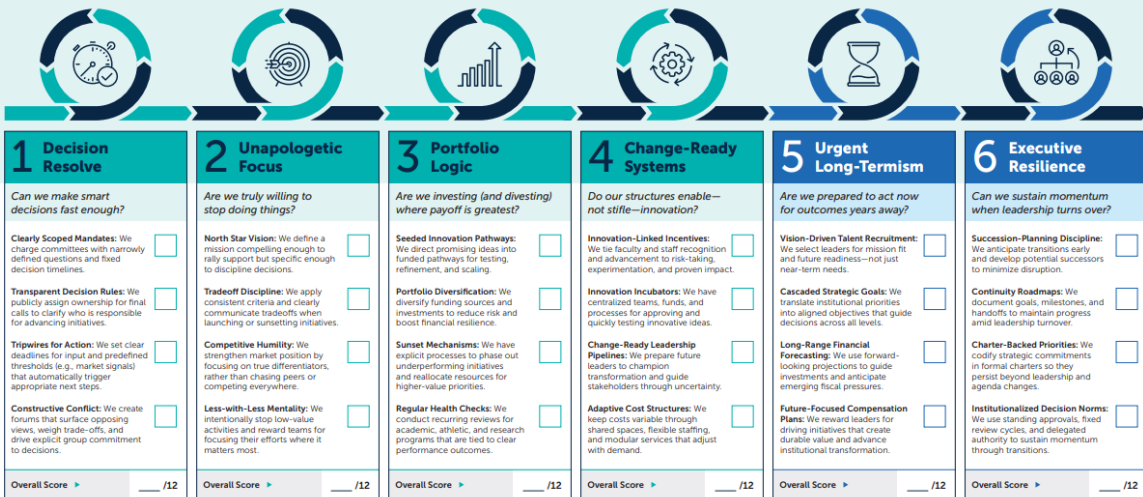 1 Decision
Resolve
Can we make smart
decisions fast enough?
Clearly Scoped Mandates: We
charge committees with narrowly
defined questions and fixed
decision timelines.
Transparent Decision Rules: We
publicly assign ownership for final
calls to clarify who is responsible
for advancing initiatives.
Tripwires for Action: We set clear
deadlines for input and predefined
thresholds (e.g., market signals)
that automatically trigger
appropriate next steps.
Constructive Conflict: We create
forums that surface opposing
views, weigh trade-offs, and
drive explicit group commitment
to decisions.
Overall Score ____ /12
2 Unapologetic
Focus
Are we truly willing to
stop doing things?
North Star Vision: We define a
mission compelling enough to
rally support but specific enough
to discipline decisions.
Tradeoff Discipline: We apply
consistent criteria and clearly
communicate tradeoffs when
launching or sunsetting initiatives.
Competitive Humility: We
strengthen market position by
focusing on true differentiators,
rather than chasing peers or
competing everywhere.
Less-with-Less Mentality: We
intentionally stop low-value
activities and reward teams for
focusing their efforts where it
matters most.
Overall Score ____ /12
3 Portfolio
Logic
Are we investing (and divesting)
where payoff is greatest?
Seeded Innovation Pathways:
We direct promising ideas into
funded pathways for testing,
refinement, and scaling.
Portfolio Diversification: We
diversify funding sources and
investments to reduce risk and
boost financial resilience.
Sunset Mechanisms: We have
explicit processes to phase out
underperforming initiatives
and reallocate resources for
higher-value priorities.
Regular Health Checks: We
conduct recurring reviews for
academic, athletic, and research
programs that are tied to clear
performance outcomes.
Overall Score ____ /12
4 Change-Ready
Systems
Do our structures enable—
not stifle—innovation?
Innovation-Linked Incentives:
We tie faculty and staff recognition
and advancement to risk-taking,
experimentation, and proven impact.
Innovation Incubators: We have
centralized teams, funds, and
processes for approving and
quickly testing innovative ideas.
Change-Ready Leadership
Pipelines: We prepare future
leaders to champion
transformation and guide
stakeholders through uncertainty.
Adaptive Cost Structures: We
keep costs variable through
shared spaces, flexible staffing,
and modular services that adjust
with demand.
Overall Score ____ /12
5 Urgent
Long-Termism
Are we prepared to act now
for outcomes years away?
Vision-Driven Talent Recruitment:
We select leaders for mission fit
and future readiness—not just
near-term needs.
Cascaded Strategic Goals: We
translate institutional priorities
into aligned objectives that guide
decisions across all levels.
Long-Range Financial
Forecasting: We use forward-
looking projections to guide
investments and anticipate
emerging fiscal pressures.
Future-Focused Compensation
Plans: We reward leaders for
driving initiatives that create
durable value and advance
institutional transformation.
Overall Score ____ /12
6 Executive
Resilience
Can we sustain momentum
when leadership turns over?
Succession-Planning Discipline:
We anticipate transitions early
and develop potential successors
to minimize disruption.
Continuity Roadmaps: We
document goals, milestones, and
handoffs to maintain progress
amid leadership turnover.
Charter-Backed Priorities: We
codify strategic commitments
in formal charters so they
persist beyond leadership and
agenda changes.
Institutionalized Decision Norms:
We use standing approvals, fixed
review cycles, and delegated
authority to sustain momentum
through transitions.
Overall Score ____ /12